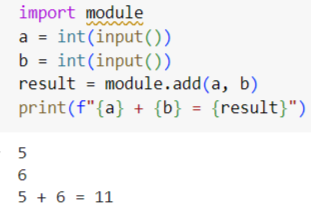 import module
a = int(input())
b = int(input())
result = module.add(a, b)
print(f"{a} + {b} = {result}")
5
6
5 + 6 = 11